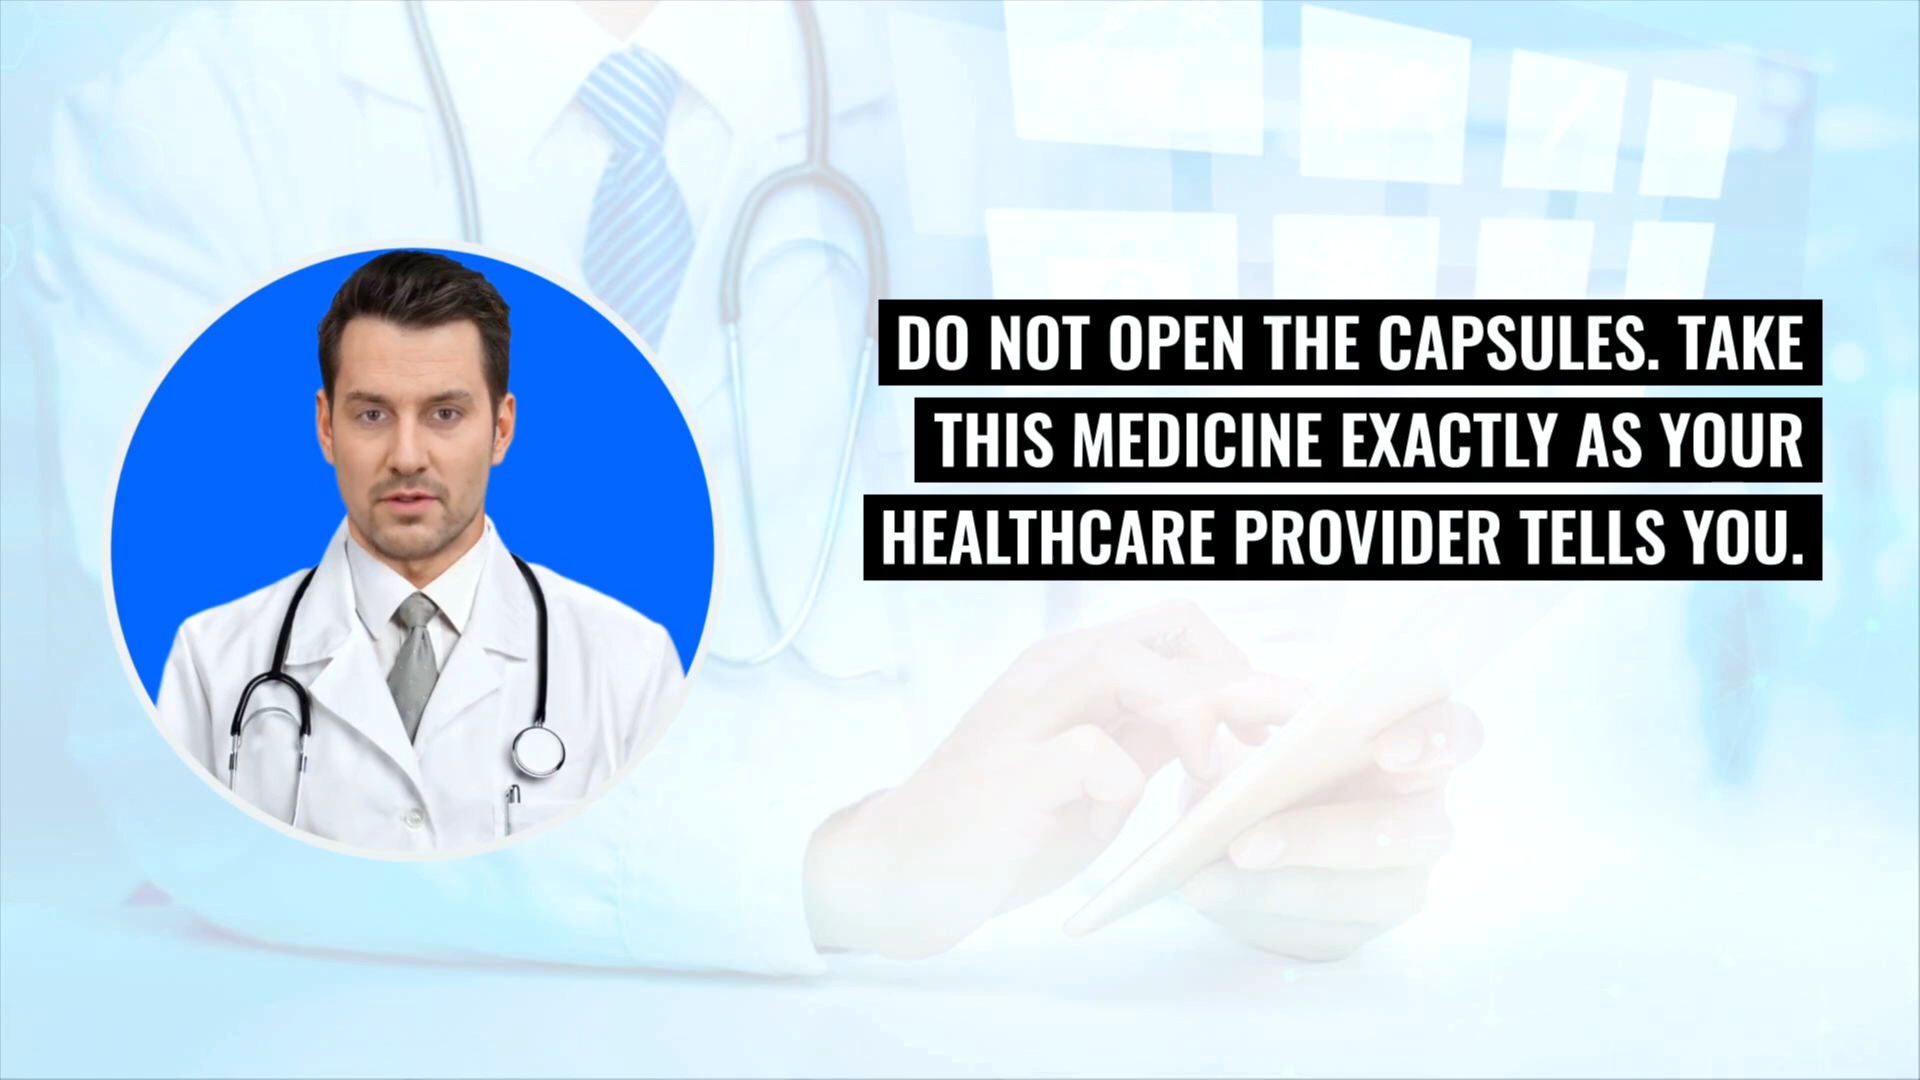 DO NOT OPEN THE CAPSULES. TAKE
THIS MEDICINE EXACTLY AS YOUR
HEALTHCARE PROVIDER TELLS YOU.